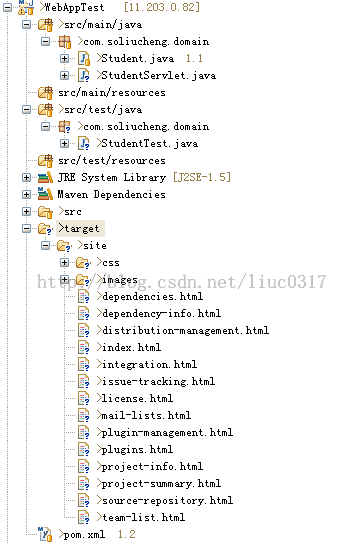 >WebAppTest [11.203.0.82]
>src/main/java
>com.soliucheng.domain
>Student.java 1.1
>StudentServlet.java
src/main/resources
>src/test/java
>com.soliucheng.domain
>StudentTest.java
src/test/resources
JRE System Library [J2SE-1.5]
Maven Dependencies
>src
>target
>site
>css
>images
http://blog.csdn.net/liuc0317
>dependencies.html
>dependency-info.html
>distribution-management.html
>index.html
>integration.html
>issue-tracking.html
>license.html
>mail-lists.html
>plugin-management.html
>plugins.html
>project-info.html
>project-summary.html
>source-repository.html
>team-list.html
>pom.xml 1.2